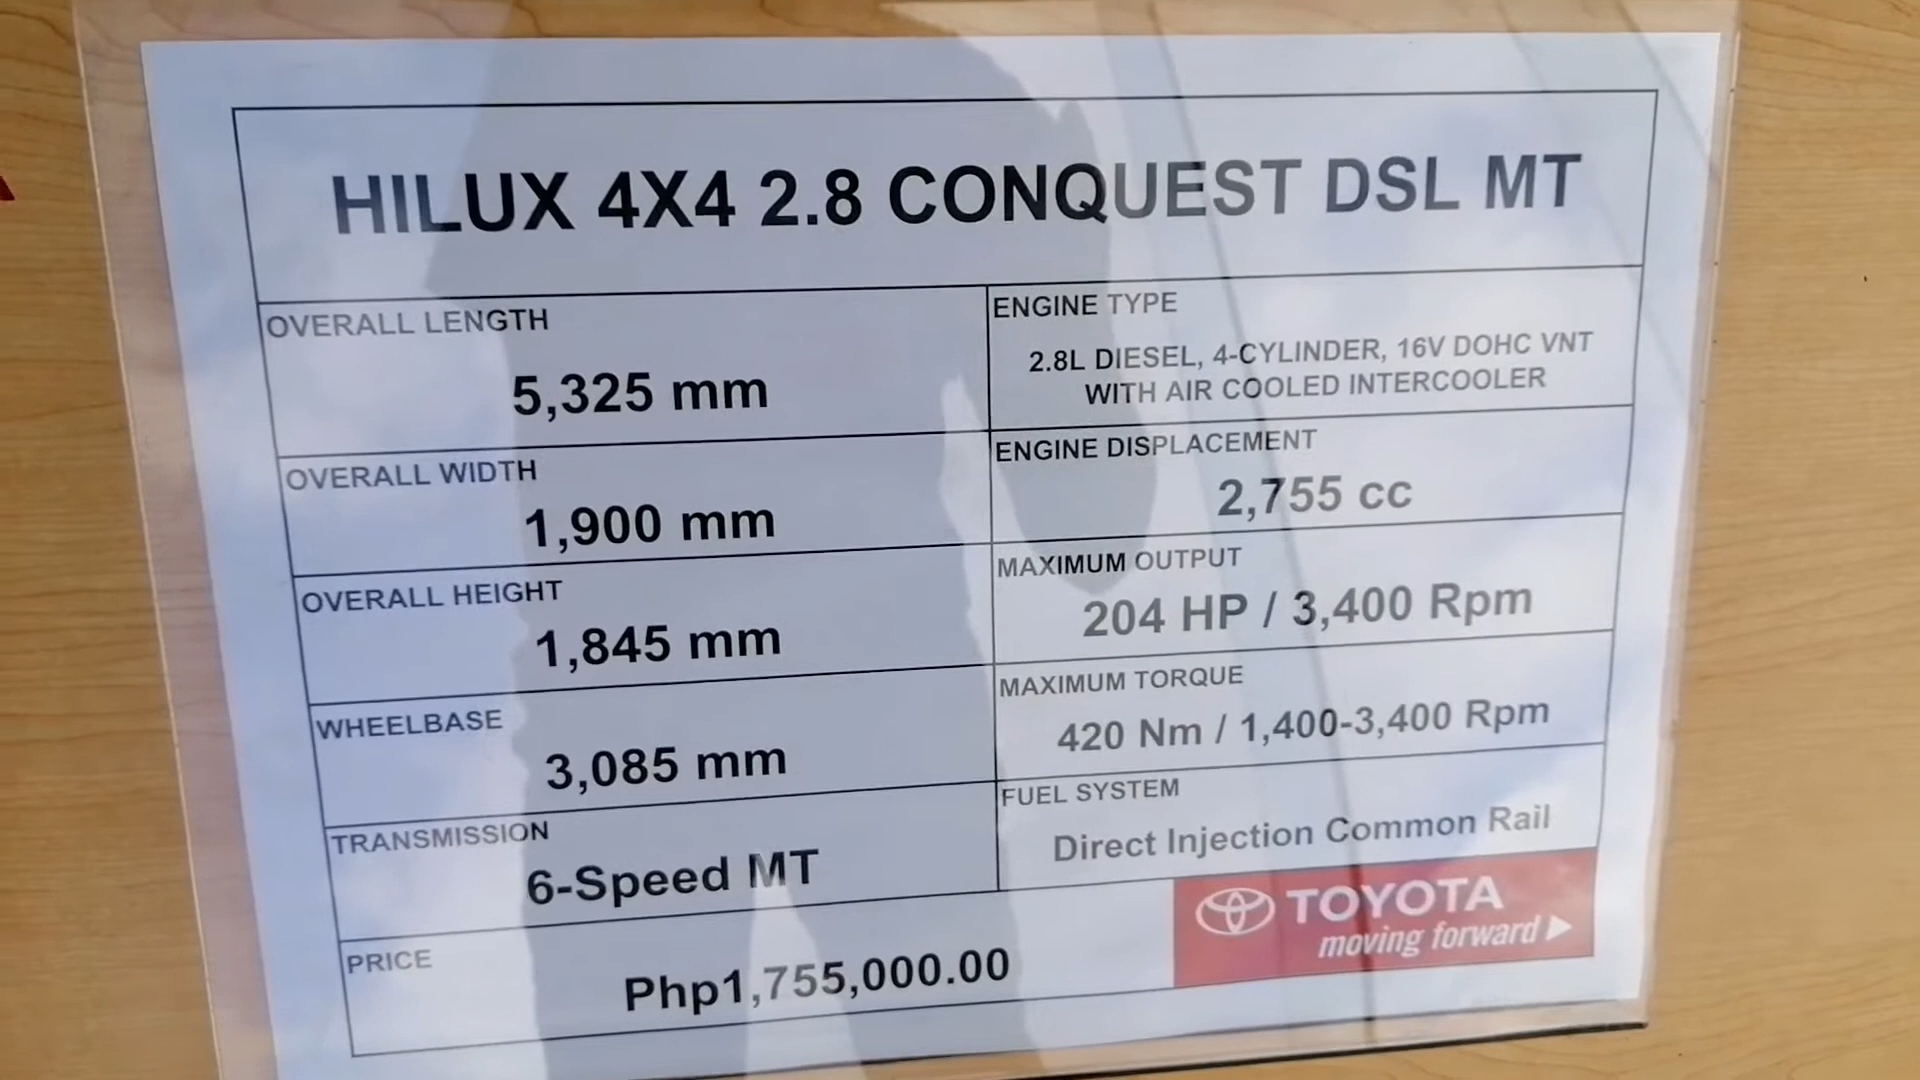 HILUX 4X4 2.8 CONQUEST DSL MT
OVERALL LENGTH
5,325 mm
OVERALL WIDTH
1,900 mm
OVERALL HEIGHT
1,845 mm
WHEELBASE
3,085 mm
TRANSMISSION
6-Speed MT
PRICE
Php1,755,000.00
ENGINE TYPE
2.8L DIESEL, 4-CYLINDER, 16V DOHC VNT
WITH AIR COOLED INTERCOOLER
ENGINE DISPLACEMENT
2,755 cc
MAXIMUM OUTPUT
204 HP / 3,400 Rpm
MAXIMUM TORQUE
420 Nm / 1,400-3,400 Rpm
FUEL SYSTEM
Direct Injection Common Rail
TOYOTA
moving forward